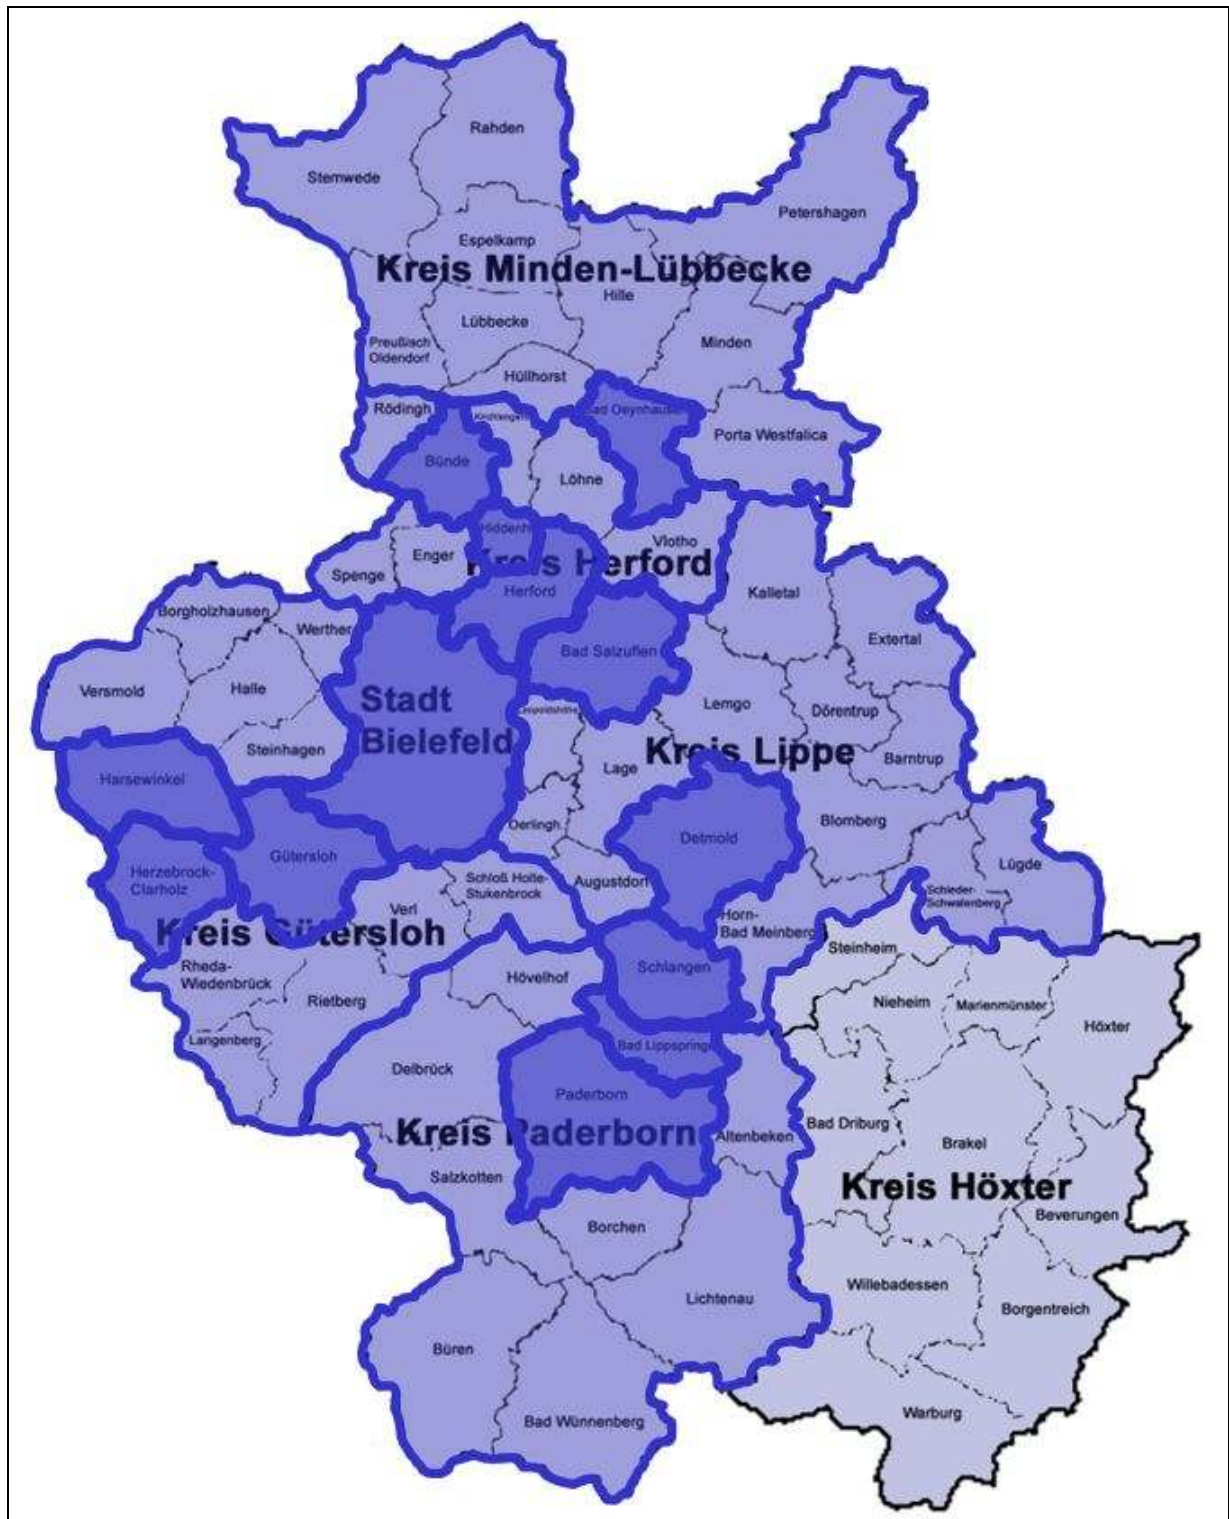 Rahden
Stemwede
Petershagen
Espelkamp
Kreis Minden-Lübbecke
Hille
Lübbecke
Minden
Preußisch
Oldendorf
Hüllhorst
Rödingh
Bad Oeynhausen
Porta Westfalica
Bünde
Löhne
Hiddenh
Vlotho
Enger
Kreis Herford
Spenge
Herford
Kalletal
Borgholzhausen
Werther
Extertal
Bad Salzuflen
Versmold
Halle
Stadt
Bielefeld
Lemgo
Dörentrup
Steinhagen
Kreis Lippe
Barntrup
Lage
Harsewinkel
Oerlingh.
Blomberg
Detmold
Gütersloh
Lügde
Herzebrock-
Clarholz
Schloß Holte-
Stukenbrock
Augustdorf
Schieder-
Schwalenberg
Verl
Kreis Gütersloh
Horn-
Bad Meinberg
Steinheim
Rheda-
Wiedenbrück
Hövelhof
Schlangen
Rietberg
Nieheim
Marienmünster
Höxter
Langenberg
Bad Lippspringe
Delbrück
Paderborn
Kreis Paderborn
Altenbeken
Bad Driburg
Brakel
Salzkotten
Kreis Höxter
Borchen
Beverungen
Lichtenau
Willebadessen
Borgentreich
Büren
Bad Wünnenberg
Warburg